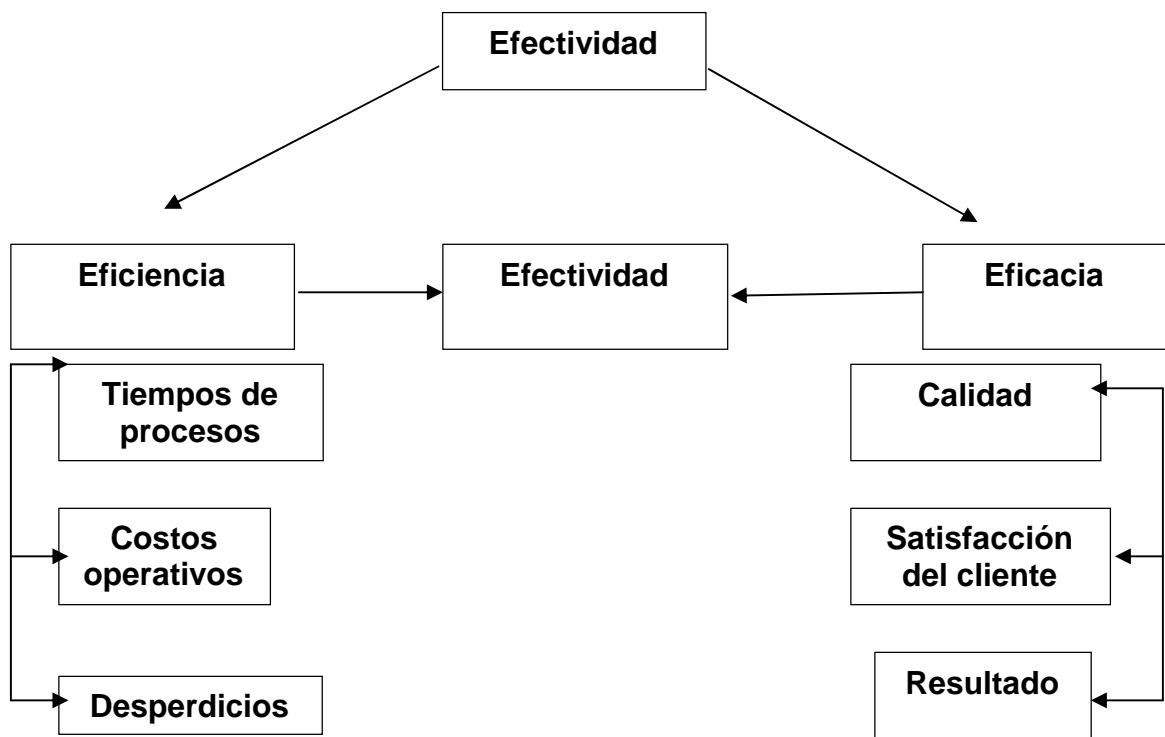 Efectividad
Eficiencia
Efectividad
Eficacia
Tiempos de
procesos
Calidad
Costos
operativos
Satisfacción
del cliente
Desperdicios
Resultado